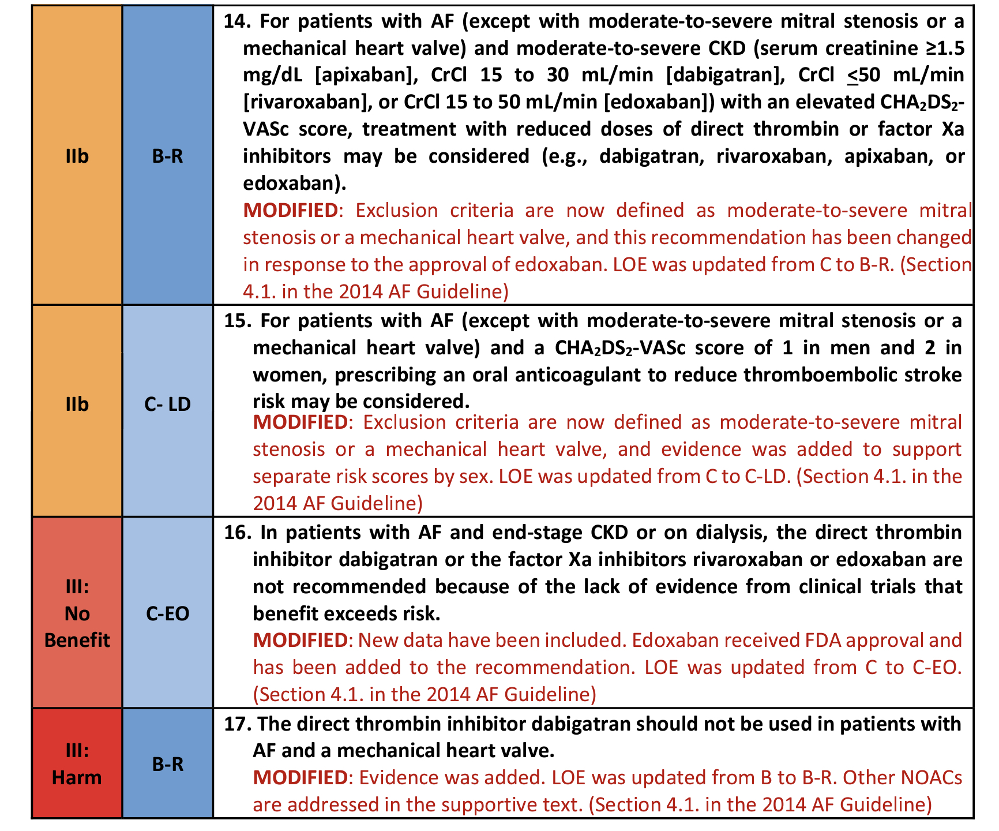 14. For patients with AF (except with moderate-to-severe mitral stenosis or a
mechanical heart valve) and moderate-to-severe CKD (serum creatinine ≥1.5
mg/dL [apixaban], CrCl 15 to 30 mL/min [dabigatran], CrCl <50 mL/min
[rivaroxaban], or CrCl 15 to 50 mL/min [edoxaban]) with an elevated CHA₂DS₂-
VASc score, treatment with reduced doses of direct thrombin or factor Xa
IIb
B-R
inhibitors may be considered (e.g., dabigatran, rivaroxaban, apixaban, or
edoxaban).
MODIFIED: Exclusion criteria are now defined as moderate-to-severe mitral
stenosis or a mechanical heart valve, and this recommendation has been changed
in response to the approval of edoxaban. LOE was updated from C to B-R. (Section
4.1. in the 2014 AF Guideline)
15. For patients with AF (except with moderate-to-severe mitral stenosis or a
mechanical heart valve) and a CHA₂DS₂-VASc score of 1 in men and 2 in
women, prescribing an oral anticoagulant to reduce thromboembolic stroke
IIb
C- LD
risk may be considered.
MODIFIED: Exclusion criteria are now defined as moderate-to-severe mitral
stenosis or a mechanical heart valve, and evidence was added to support
separate risk scores by sex. LOE was updated from C to C-LD. (Section 4.1. in the
2014 AF Guideline)
16. In patients with AF and end-stage CKD or on dialysis, the direct thrombin
inhibitor dabigatran or the factor Xa inhibitors rivaroxaban or edoxaban are
III:
No
Benefit
C-EO
not recommended because of the lack of evidence from clinical trials that
benefit exceeds risk.
MODIFIED: New data have been included. Edoxaban received FDA approval and
has been added to the recommendation. LOE was updated from C to C-EO.
(Section 4.1. in the 2014 AF Guideline)
17. The direct thrombin inhibitor dabigatran should not be used in patients with
III:
Harm
B-R
AF and a mechanical heart valve.
MODIFIED: Evidence was added. LOE was updated from B to B-R. Other NOACs
are addressed in the supportive text. (Section 4.1. in the 2014 AF Guideline)